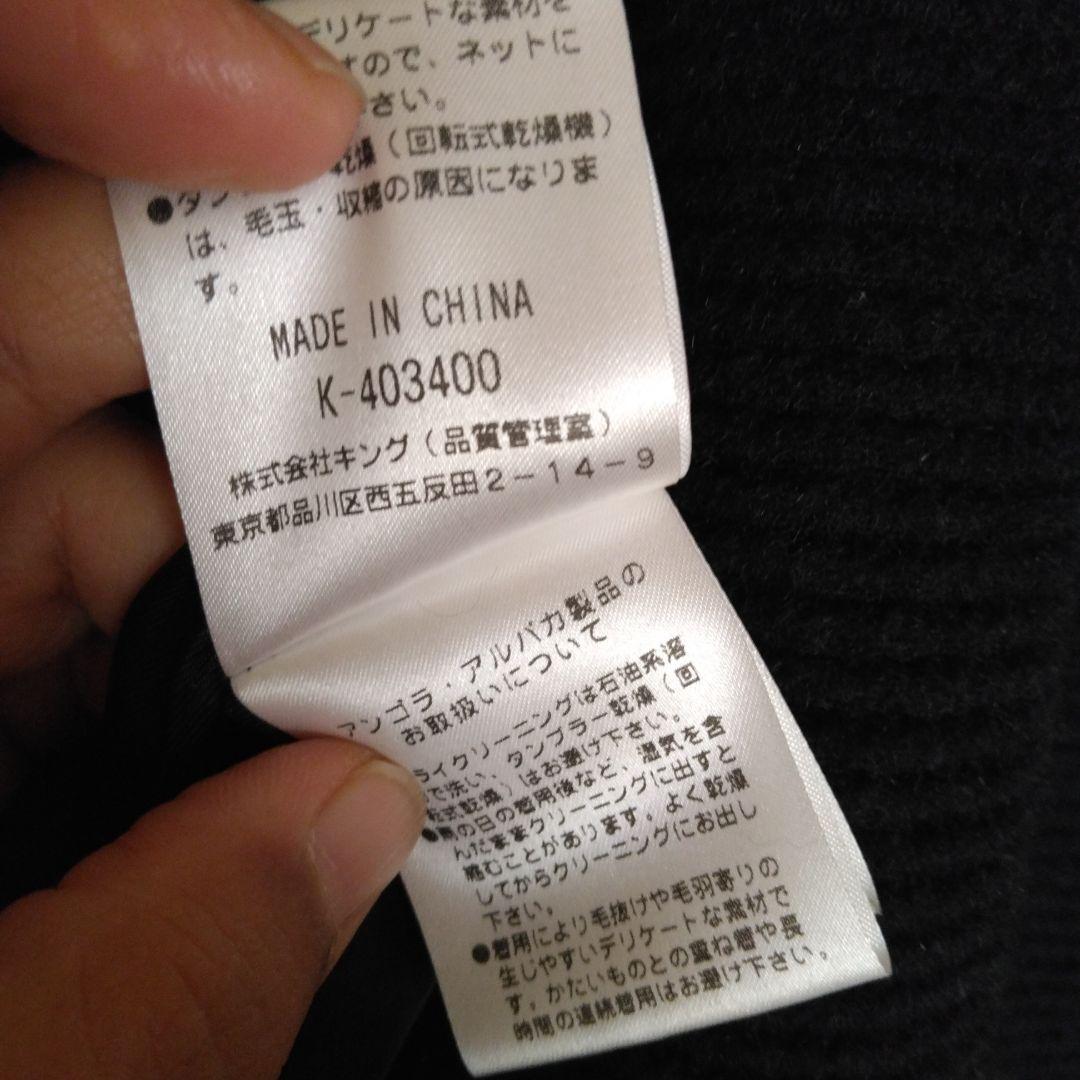 デリケートな素材を
すので、ネットに
さい。
乾燥(回転式乾燥機)
は、毛玉・収縮の原因になりま
す。
MADE IN CHINA
K-403400
株式会社キング(品質管理室)
東京都品川区西五反田2-14-9
アンゴラ・アルパカ製品の
お取扱いについて
ライクリーニングは石油系溶
で洗い、タンブラー乾燥(回
転式乾燥)はお避け下さい。
●雨の日の着用後など、湿気を含
んだままクリーニングに出すと
縮むことがあります。よく乾燥
してからクリーニングにお出し
下さい。
●着用により毛抜けや毛羽寄りの
生じやすいデリケートな素材で
す。かたいものとの重ね着や長
時間の連続着用はお避け下さい。